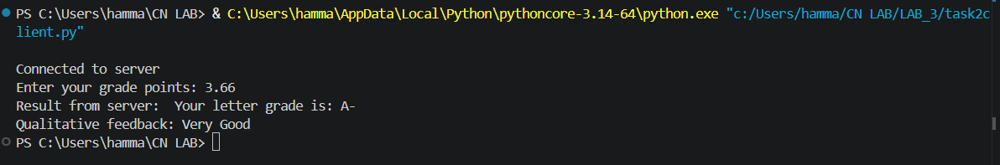 PS C:\Users\hamma\CN LAB> & C:\Users\hamma\AppData\Local\Python\pythoncore-3.14-64\python.exe "c:/Users/hamma/CN LAB/LAB_3/task2c
lient.py"
Connected to server
Enter your grade points: 3.66
Result from server:  Your letter grade is: A-
Qualitative feedback: Very Good
PS C:\Users\hamma\CN LAB>